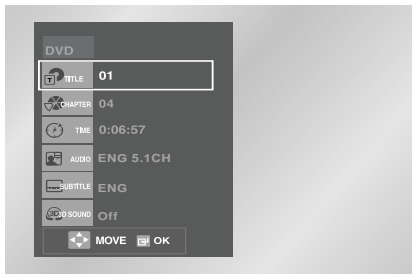 DVD
T TITLE 01
CHAPTER 04
TIME 0:06:57
AUDIO ENG 5.1CH
SUBTITLE ENG
3D SOUND Off
MOVE OK